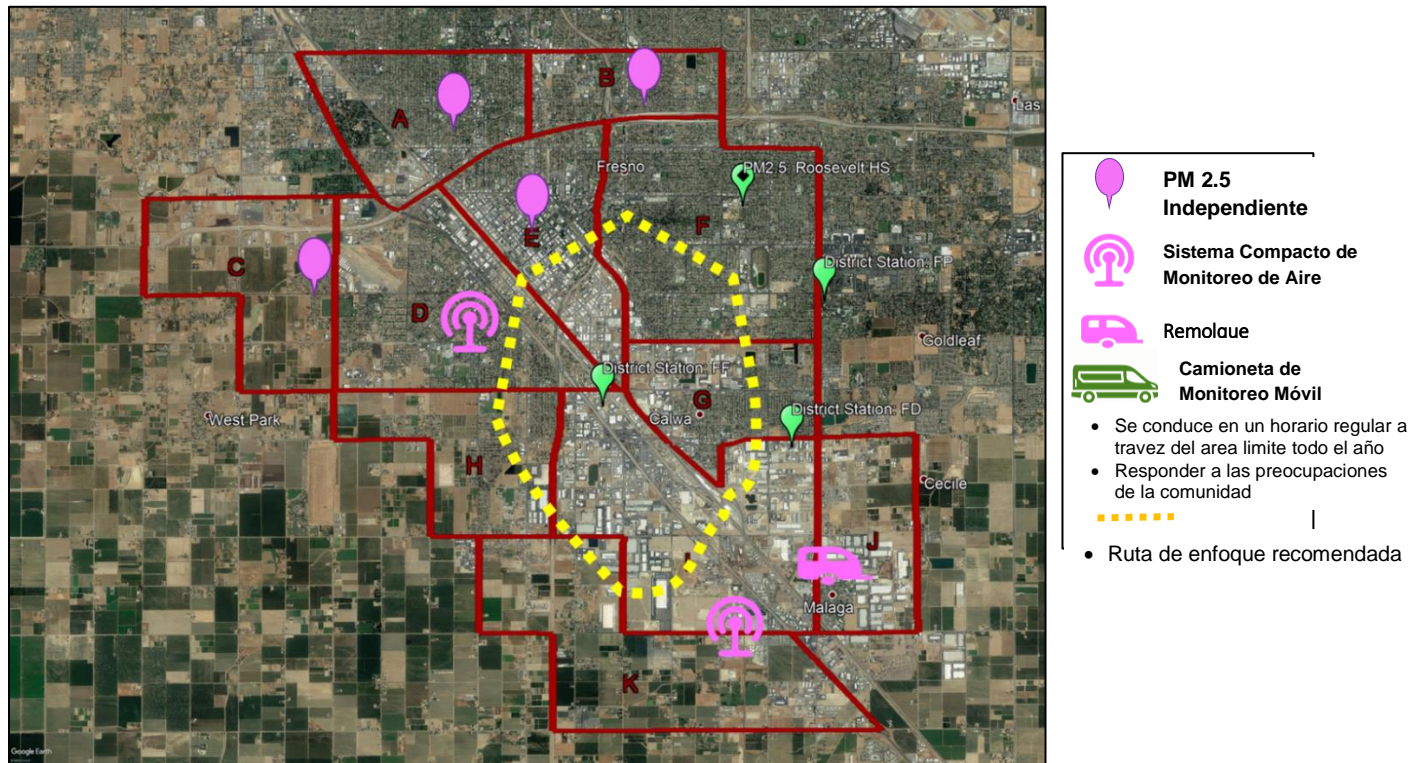 B
A
Las
Fresno
PM2.5: Roosevelt HS
F
E
C
District Station: FP
D
Goldleaf
District Station: FF
G
West Park
Calwa
District Station: FD
H
Cecile
J
Malaga
K
Google Earth
PM 2.5
Independiente
Sistema Compacto de
Monitoreo de Aire
Remolque
Camioneta de
Monitoreo Móvil
• Se conduce en un horario regular a
travez del area limite todo el año
• Responder a las preocupaciones
de la comunidad
• Ruta de enfoque recomendada